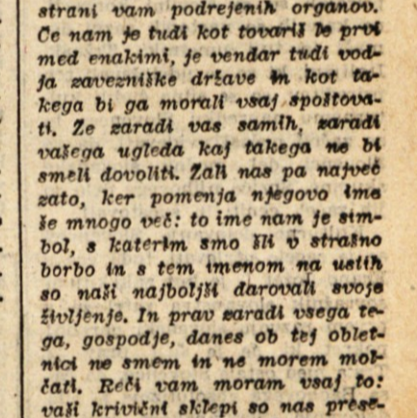 strani vam podrejenih organov.
Če nam je tudi kot tovariš le prvi
med enakimi, je vendar tudi vod-
ja zavezniške države in kot ta-
kega bi ga morali vsaj spoštova-
ti. Že zaradi vas samih, zaradi
vašega ugleda kaj takega ne bi
smeli dovoliti. Žali nas pa največ
zato, ker pomenja njegovo ime
še mnogo več: to ime nam je sim-
bol, s katerim smo šli v strašno
borbo in s tem imenom na ustih
so naši najboljši darovali svoje
življenje. In prav zaradi vsega te-
ga, gospodje, danes ob tej oblet-
nici ne smem in ne morem mol-
čati. Reči vam moram vsaj to:
vaši krivični sklepi so nas prese-